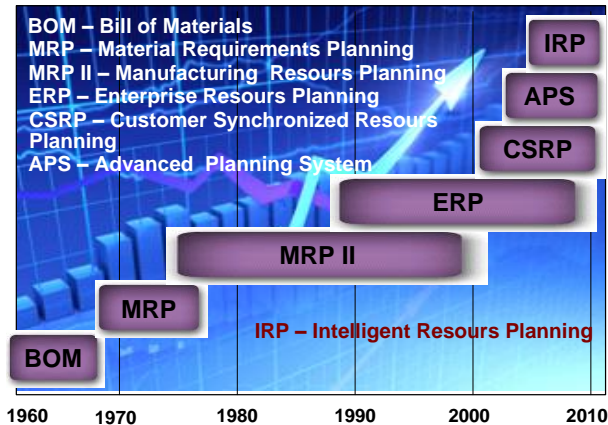 BOM – Bill of Materials
MRP – Material Requirements Planning
MRP II – Manufacturing Resours Planning
ERP – Enterprise Resours Planning
CSRP – Customer Synchronized Resours
Planning
APS – Advanced Planning System
IRP
APS
CSRP
ERP
MRP II
MRP
IRP – Intelligent Resours Planning
BOM
1960 1970 1980 1990 2000 2010